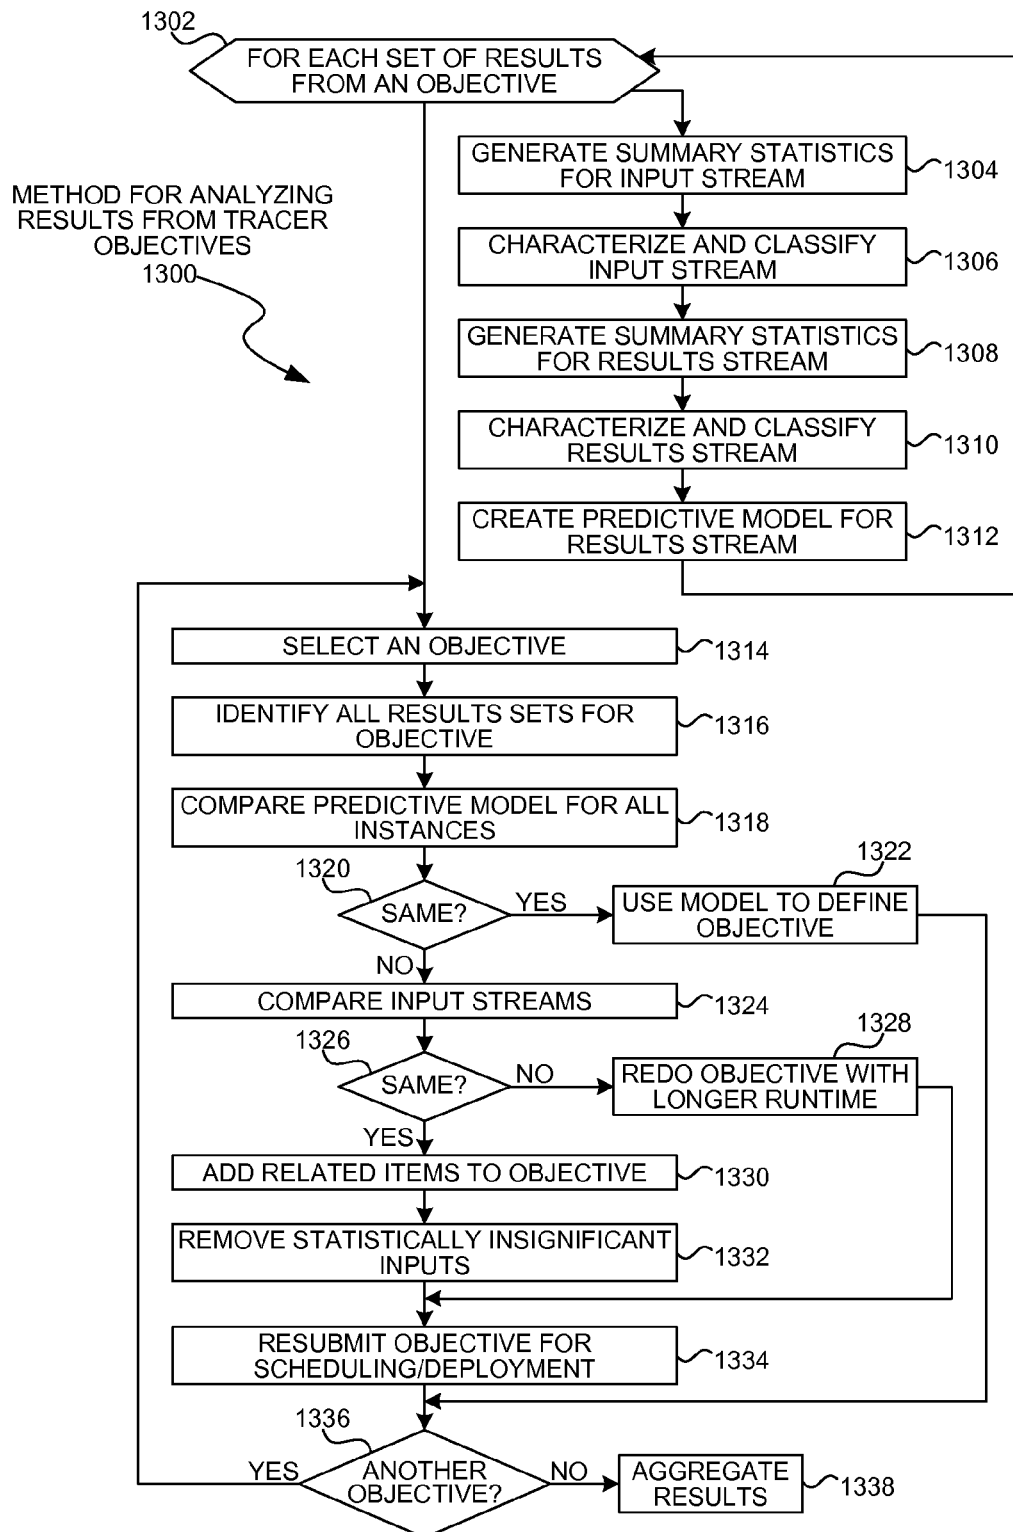 1302
FOR EACH SET OF RESULTS
FROM AN OBJECTIVE
GENERATE SUMMARY STATISTICS
FOR INPUT STREAM
1304
METHOD FOR ANALYZING
RESULTS FROM TRACER
OBJECTIVES
1300
CHARACTERIZE AND CLASSIFY
INPUT STREAM
1306
GENERATE SUMMARY STATISTICS
FOR RESULTS STREAM
1308
CHARACTERIZE AND CLASSIFY
RESULTS STREAM
1310
CREATE PREDICTIVE MODEL FOR
RESULTS STREAM
1312
SELECT AN OBJECTIVE
1314
IDENTIFY ALL RESULTS SETS FOR
OBJECTIVE
1316
COMPARE PREDICTIVE MODEL FOR ALL
INSTANCES
1318
1320
SAME?
YES
1322
USE MODEL TO DEFINE
OBJECTIVE
NO
COMPARE INPUT STREAMS
1324
1326
SAME?
NO
1328
REDO OBJECTIVE WITH
LONGER RUNTIME
YES
ADD RELATED ITEMS TO OBJECTIVE
1330
REMOVE STATISTICALLY INSIGNIFICANT
INPUTS
1332
RESUBMIT OBJECTIVE FOR
SCHEDULING/DEPLOYMENT
1334
1336
YES
ANOTHER
OBJECTIVE?
NO
AGGREGATE
RESULTS
1338